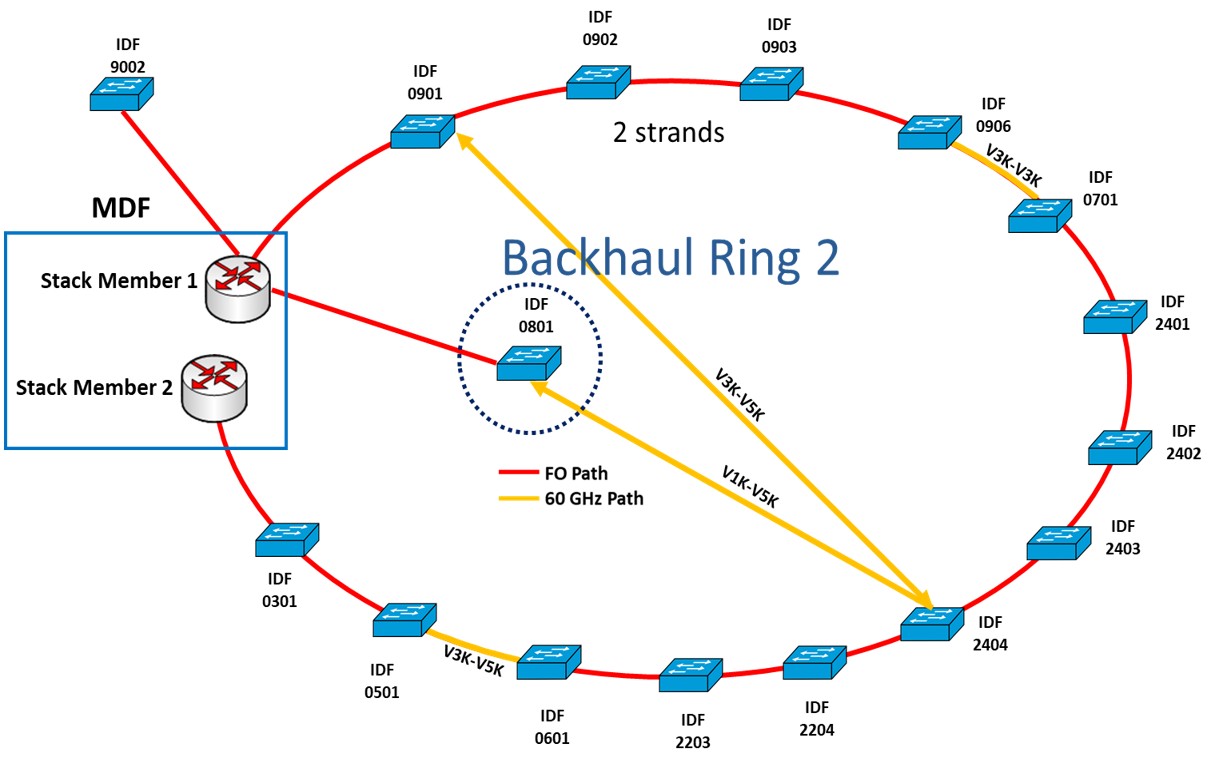 IDF
9002
IDF
0901
IDF
0902
IDF
0903
2 strands
IDF
0906
V3K-V3K
IDF
0701
MDF
Stack Member 1
Stack Member 2
Backhaul Ring 2
IDF
0801
IDF
2401
IDF
2402
IDF
2403
V3K-V5K
V1K-V5K
FO Path
60 GHz Path
IDF
0301
IDF
0501
V3K-V5K
IDF
0601
IDF
2203
IDF
2204
IDF
2404